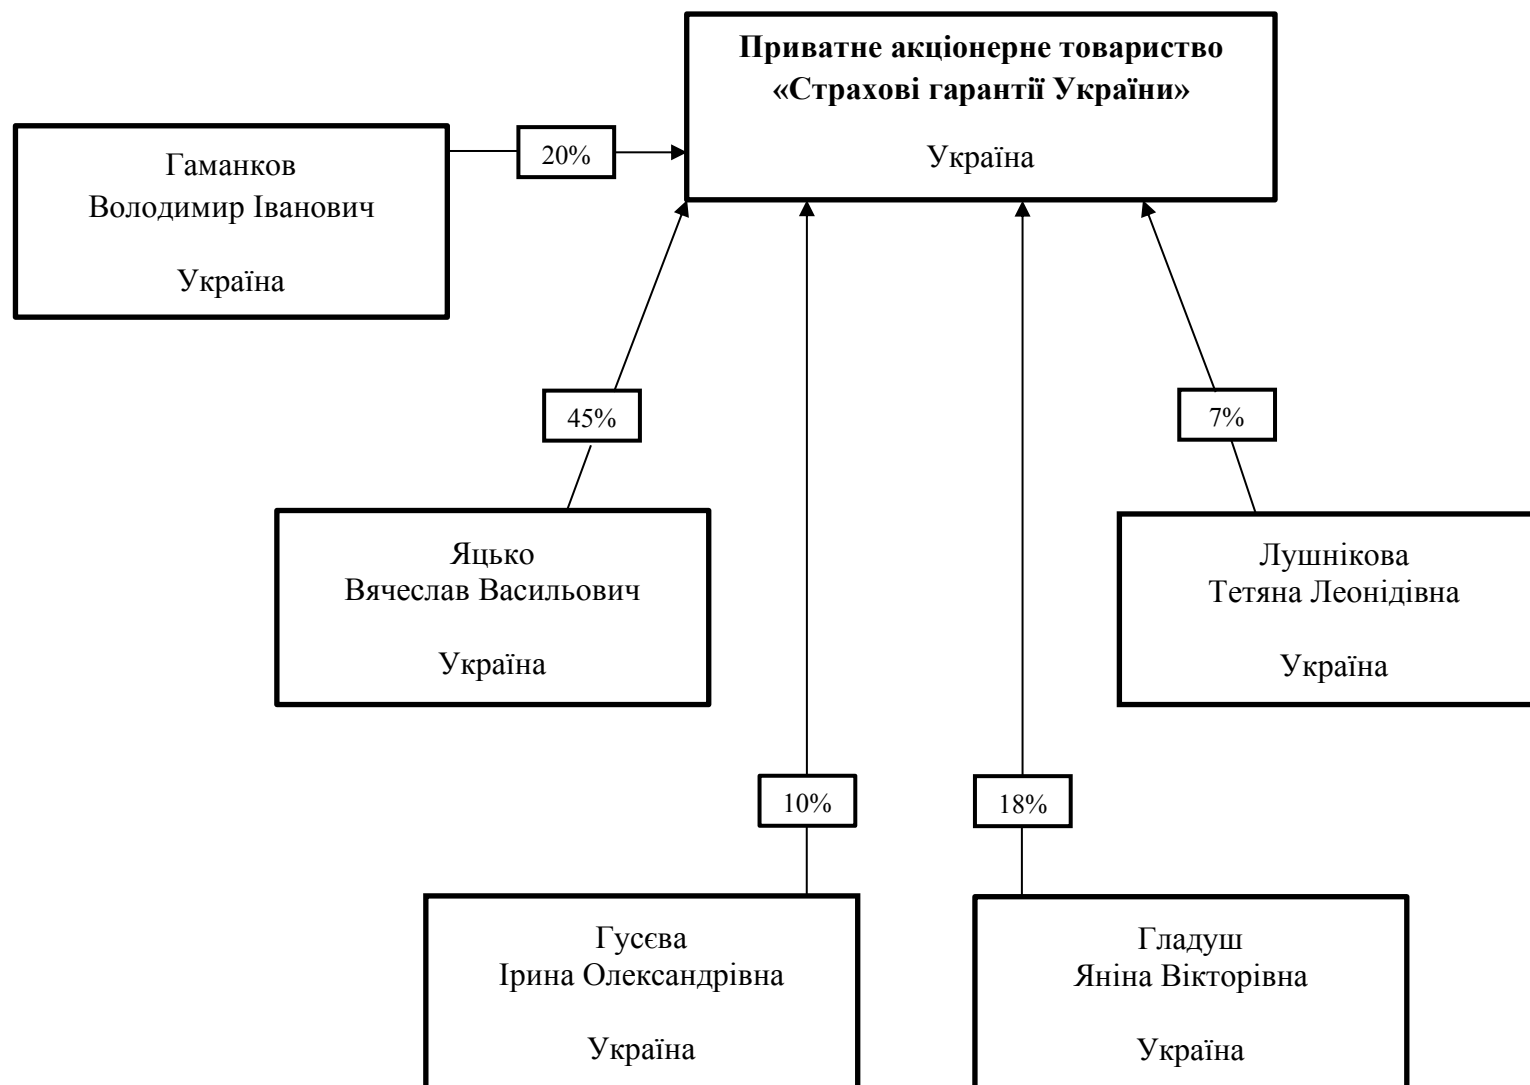 Приватне акціонерне товариство
«Страхові гарантії України»
Україна
Гаманков
Володимир Іванович
Україна
20%
45%
7%
Яцько
Вячеслав Васильович
Україна
Лушнікова
Тетяна Леонідівна
Україна
10%
18%
Гусєва
Ірина Олександрівна
Україна
Гладуш
Яніна Вікторівна
Україна